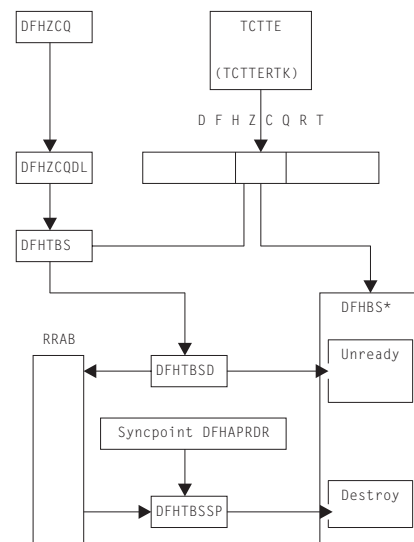 DFHZCQ
TCTTE
(TCTTERTK)
D F H Z C Q R T
DFHZCQDL
DFHTBS
DFHBS*
RRAB
Unready
DFHTBSD
Syncpoint DFHAPRDR
DFHTBSSP
Destroy